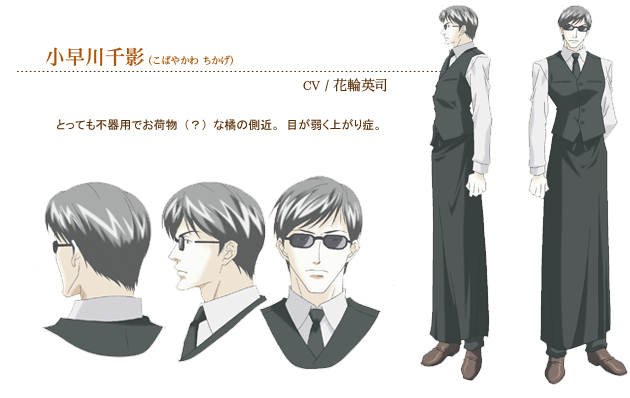 小早川千影 (こばやかわ ちかげ)
CV / 花輪英司
とっても不器用でお荷物（？）な橘の側近。目が弱く上がり症。